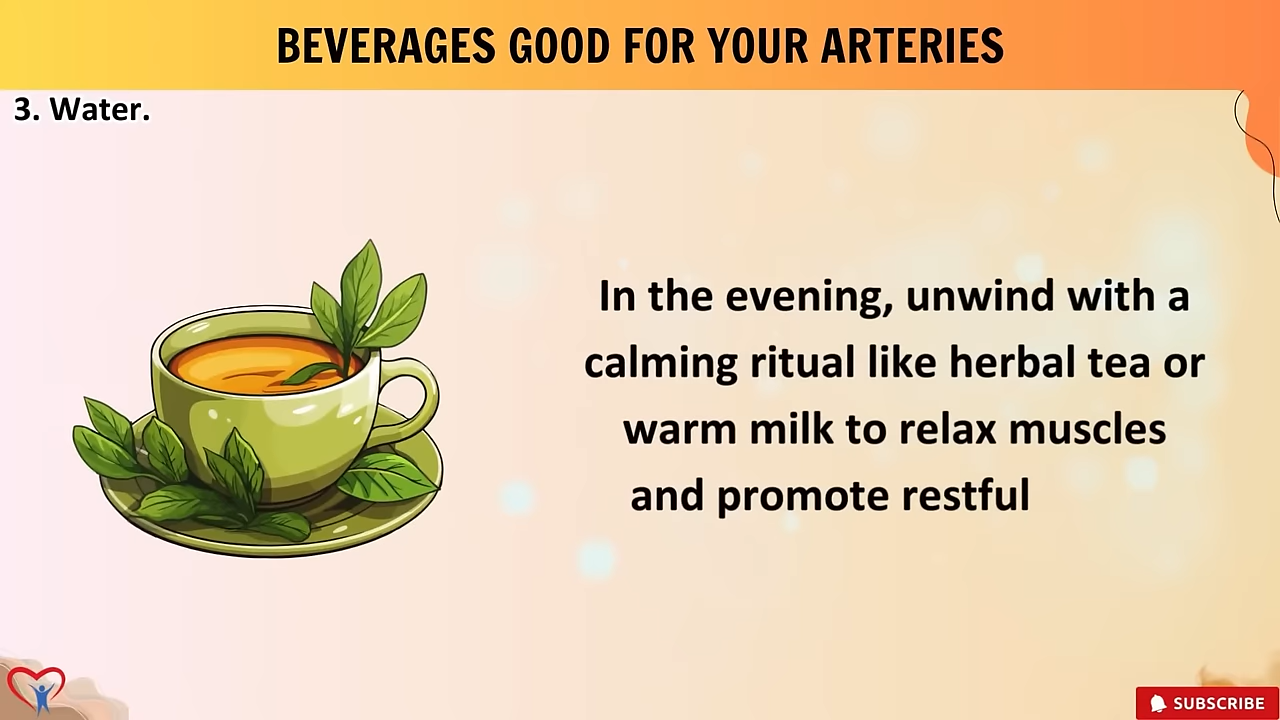 BEVERAGES GOOD FOR YOUR ARTERIES
3. Water.
In the evening, unwind with a
calming ritual like herbal tea or
warm milk to relax muscles
and promote restful
SUBSCRIBE